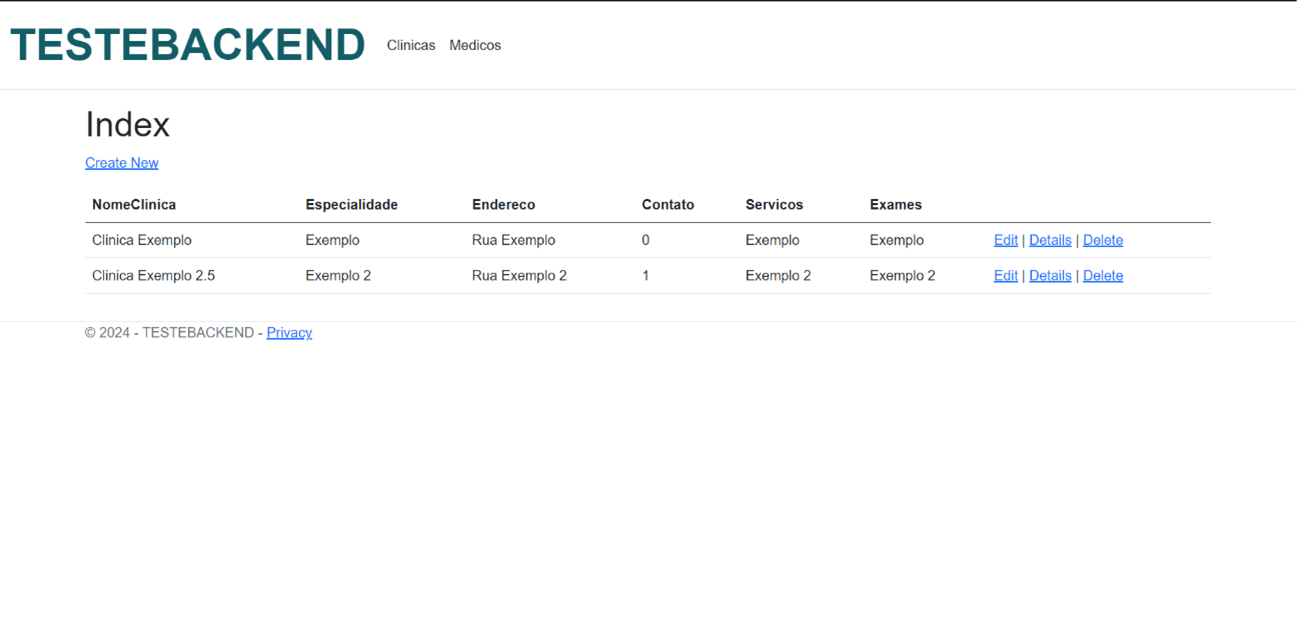 TESTEBACKEND Clinicas Medicos
Index
Create New
NomeClinica Especialidade Endereco Contato Servicos Exames
Clinica Exemplo Exemplo Rua Exemplo 0 Exemplo Exemplo Edit | Details | Delete
Clinica Exemplo 2.5 Exemplo 2 Rua Exemplo 2 1 Exemplo 2 Exemplo 2 Edit | Details | Delete
© 2024 - TESTEBACKEND - Privacy